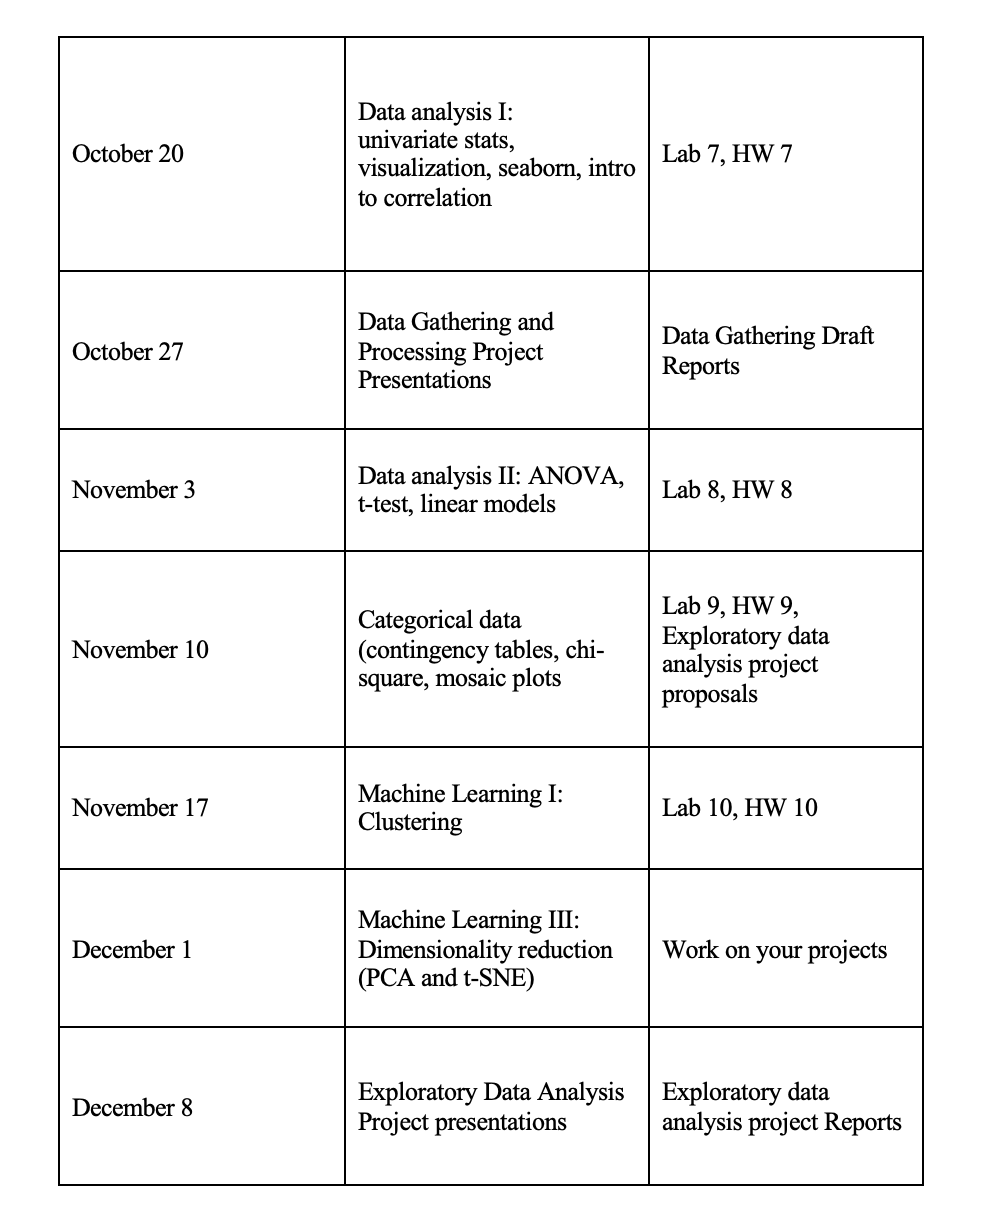 October 20
Data analysis I:
univariate stats,
visualization, seaborn, intro
to correlation
Lab 7, HW 7
October 27
Data Gathering and
Processing Project
Presentations
Data Gathering Draft
Reports
November 3
Data analysis II: ANOVA,
t-test, linear models
Lab 8, HW 8
November 10
Categorical data
(contingency tables, chi-
square, mosaic plots
Lab 9, HW 9,
Exploratory data
analysis project
proposals
November 17
Machine Learning I:
Clustering
Lab 10, HW 10
December 1
Machine Learning III:
Dimensionality reduction
(PCA and t-SNE)
Work on your projects
December 8
Exploratory Data Analysis
Project presentations
Exploratory data
analysis project Reports